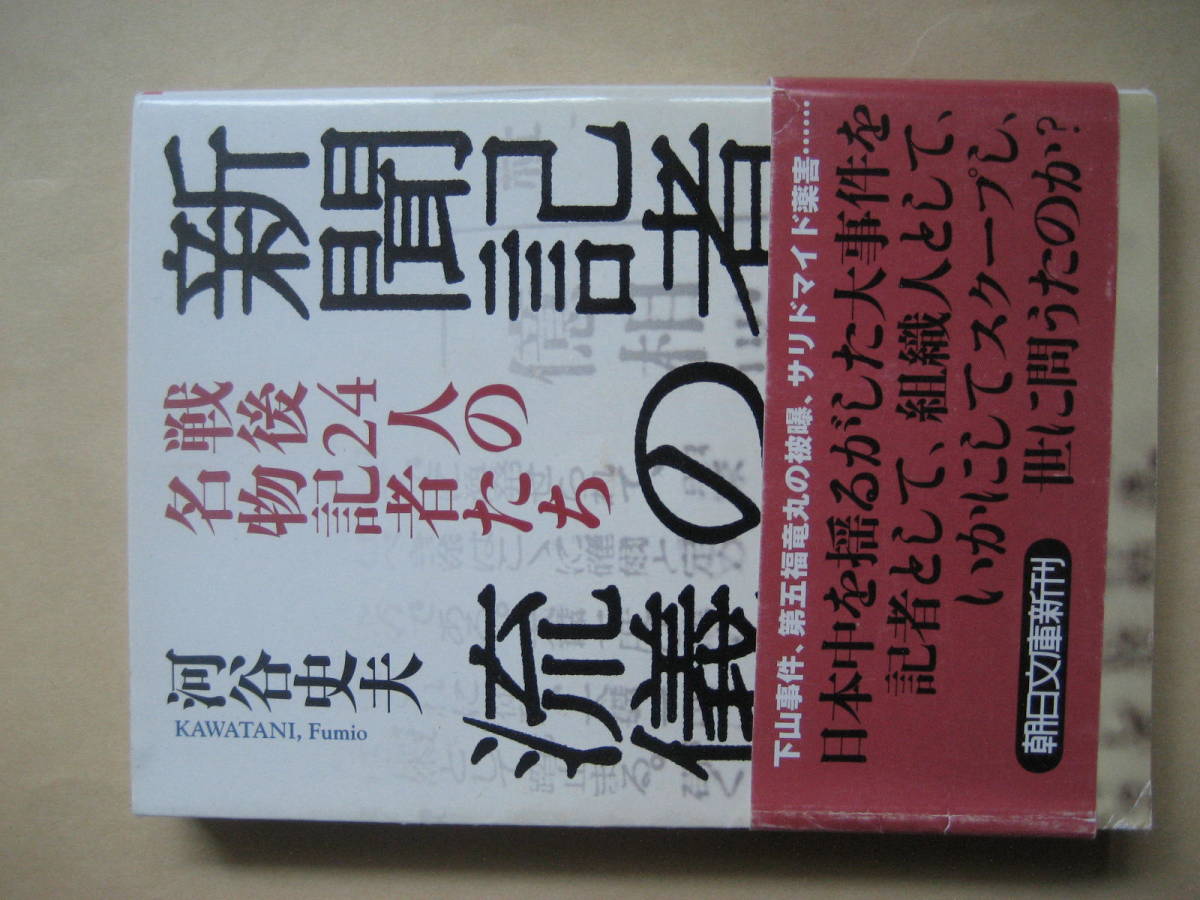 新聞記者
の
流儀
戦後24人の
名物記者たち
河谷史夫
KAWATANI, Fumio
下山事件、第五福竜丸の被曝、サリドマイド薬害……
日本中を揺るがした大事件を
記者として、組織人として、
いかにしてスクープし、
世に問うたのか?
朝日文庫新刊